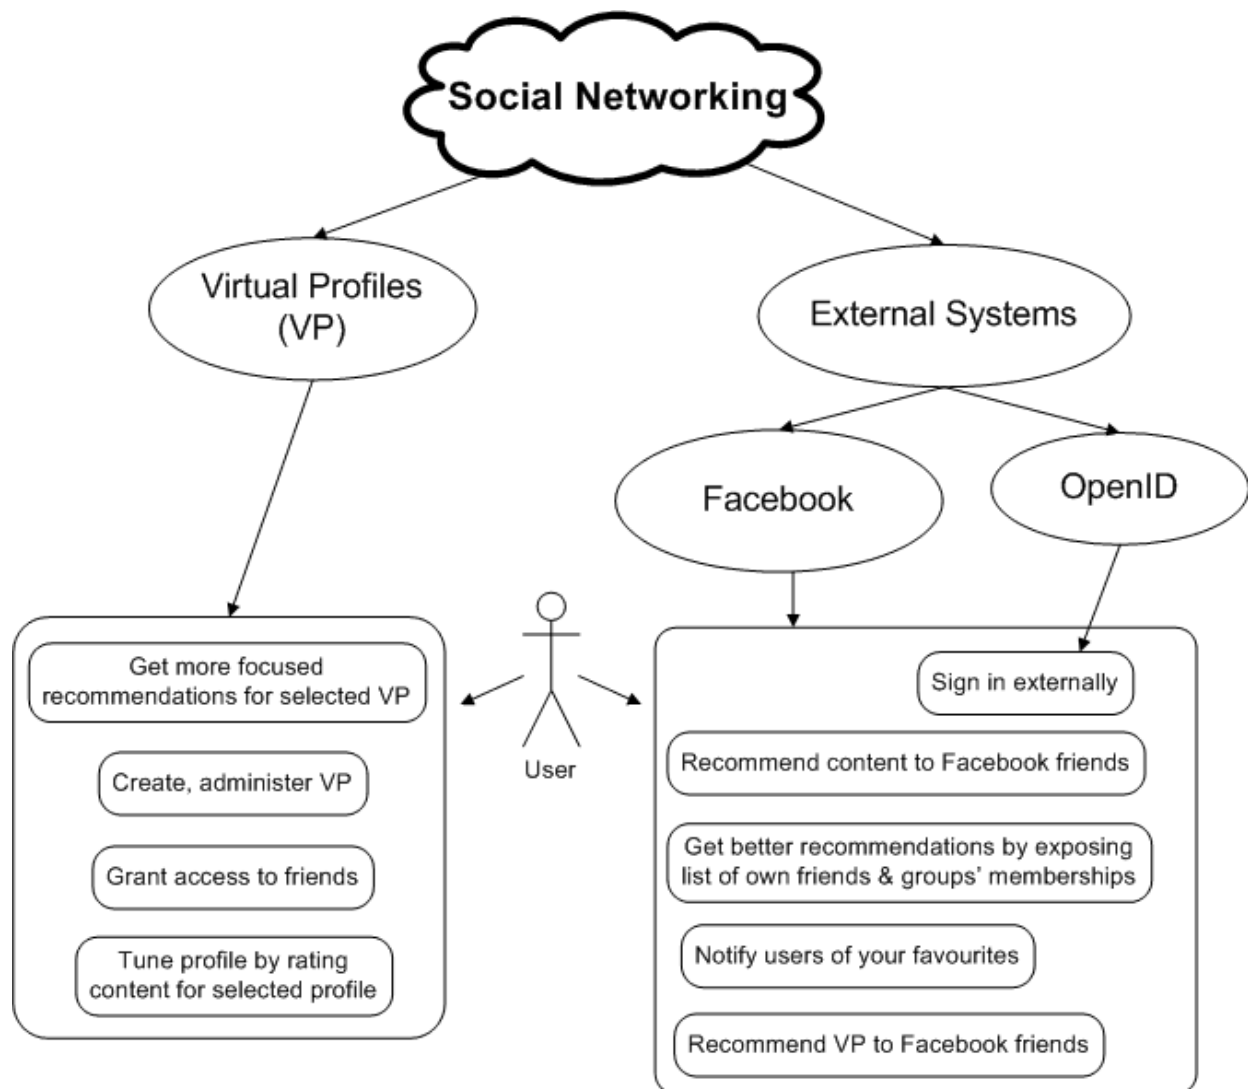 Social Networking
Virtual Profiles
(VP)
External Systems
Facebook
OpenID
Get more focused
recommendations for selected VP
Create, administer VP
Grant access to friends
Tune profile by rating
content for selected profile
User
Sign in externally
Recommend content to Facebook friends
Get better recommendations by exposing
list of own friends & groups’ memberships
Notify users of your favourites
Recommend VP to Facebook friends